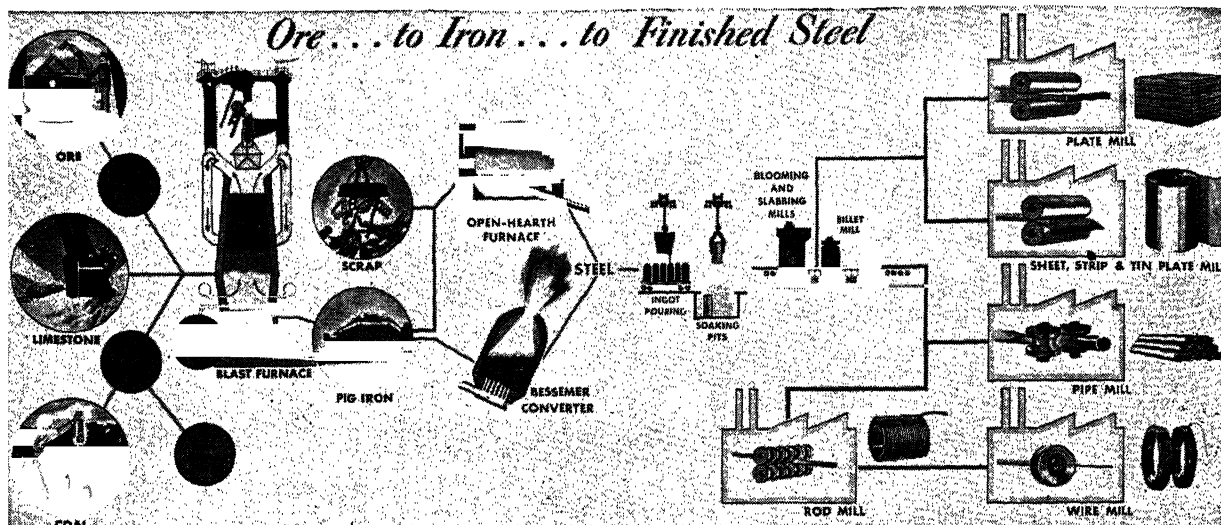 Ore . . . to Iron . . . to Finished Steel
ORE
LIMESTONE
COAL
BLAST FURNACE
SCRAP
PIG IRON
OPEN-HEARTH
FURNACE
BESSEMER
CONVERTER
STEEL
INGOT
POURING
SOAKING
PITS
BLOOMING
AND
SLABBING
MILLS
BILLET
MILL
PLATE MILL
SHEET, STRIP & TIN PLATE MILL
PIPE MILL
ROD MILL
WIRE MILL